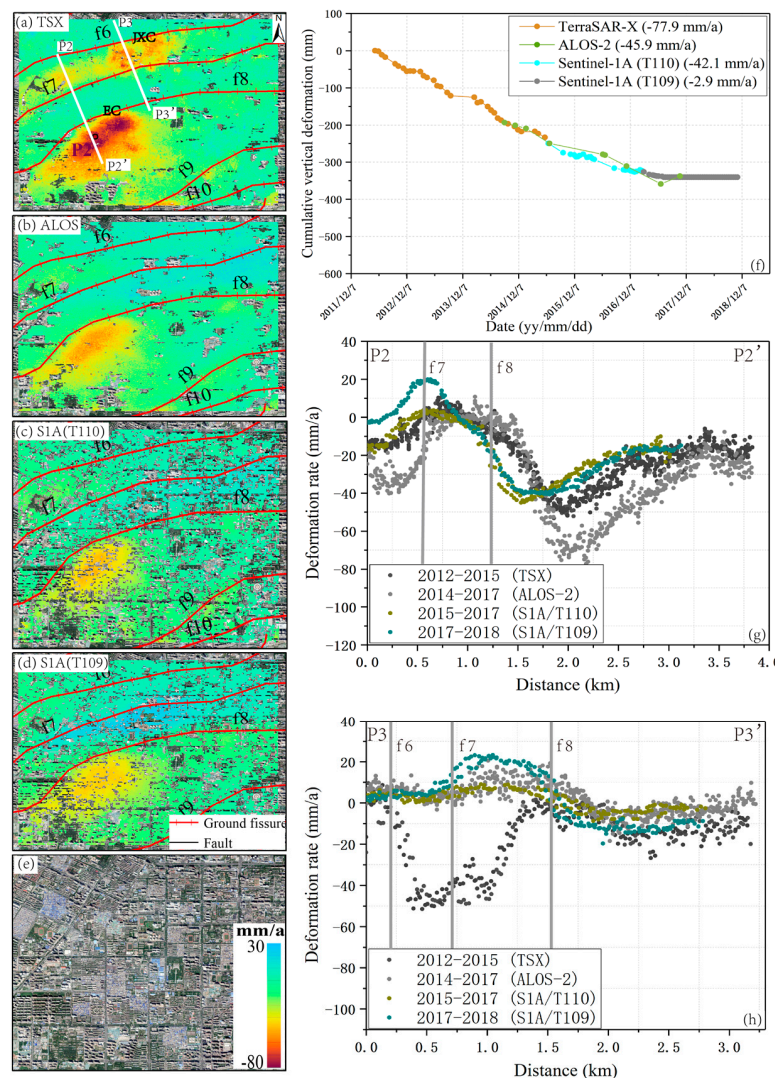 (a) TSX
P3
N
f6
JXC
P2
f7
f8
P3’
EC
P2
P2’
f9
f10
(b) ALOS
f6
f7
f8
f9
f10
(c) S1A(T110)
f6
f7
f8
f9
f10
(d) S1A(T109)
f6
f7
f8
f9
Ground fissure
Fault
(e)
mm/a
30
-80
TerraSAR-X (-77.9 mm/a)
ALOS-2 (-45.9 mm/a)
Sentinel-1A (T110) (-42.1 mm/a)
Sentinel-1A (T109) (-2.9 mm/a)
Cumulative vertical deformation (mm)
100
0
-100
-200
-300
-400
-500
-600
(f)
2011/12/7
2012/12/7
2013/12/7
2014/12/7
2015/12/7
2016/12/7
2017/12/7
2018/12/7
Date (yy/mm/dd)
P2
f7
f8
P2’
Deformation rate (mm/a)
40
20
0
-20
-40
-60
-80
-100
-120
2012-2015 (TSX)
2014-2017 (ALOS-2)
2015-2017 (S1A/T110)
2017-2018 (S1A/T109)
(g)
0.0 0.5 1.0 1.5 2.0 2.5 3.0 3.5 4.0
Distance (km)
P3
f6
f7
f8
P3’
Deformation rate (mm/a)
40
20
0
-20
-40
-60
-80
-100
2012-2015 (TSX)
2014-2017 (ALOS-2)
2015-2017 (S1A/T110)
2017-2018 (S1A/T109)
(h)
0.0 0.5 1.0 1.5 2.0 2.5 3.0
Distance (km)